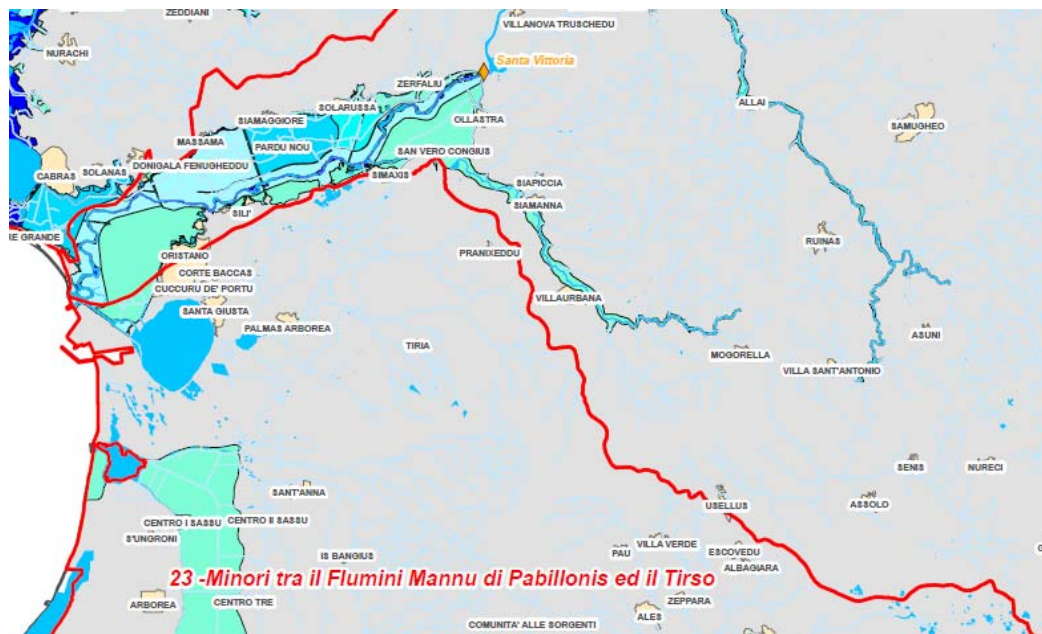 ZEDDIANI
VILLANOVA TRUSCHEDU
NURACHI
Santa Vittoria
ZERFALIU
SOLARUSSA
ALLAI
SIAMAGGIORE
OLLASTRA
SAMUGHEO
MASSAMA
PARDU NOU
SAN VERO CONGIUS
DONIGALA FENUGHEDDU
SOLANAS
CABRAS
SIMAXIS
SIAPICCIA
SIAMANNA
SILI'
RE GRANDE
RUINAS
ORISTANO
PRANIXEDDU
CORTE BACCAS
CUCCURU DE' PORTU
VILLAURBANA
SANTA GIUSTA
PALMAS ARBOREA
ASUNI
TIRIA
MOGORELLA
VILLA SANT'ANTONIO
SENIS
NURECI
SANT'ANNA
ASSOLO
USELLUS
CENTRO I SASSU
CENTRO II SASSU
S'UNGRONI
VILLA VERDE
PAU
ESCOVEDU
IS BANGIUS
ALBAGIARA
G
23 -Minori tra il Flumini Mannu di Pabillonis ed il Tirso
ARBOREA
CENTRO TRE
ZEPPARA
ALES
COMUNITA' ALLE SORGENTI